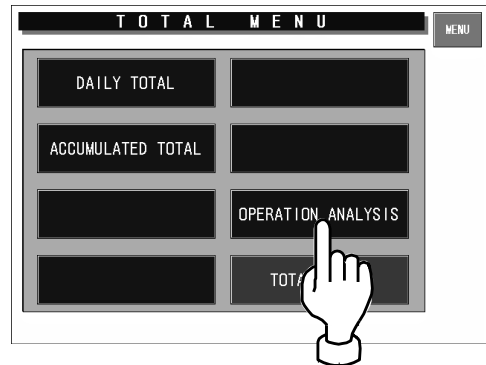 TOTAL MENU
MENU
DAILY TOTAL
ACCUMULATED TOTAL
OPERATION ANALYSIS